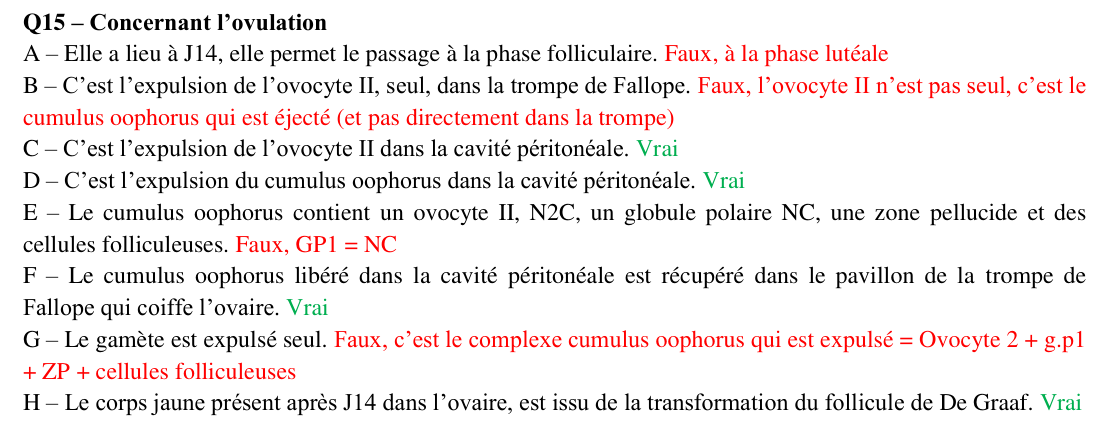 Q15 – Concernant l’ovulation
A – Elle a lieu à J14, elle permet le passage à la phase folliculaire. Faux, à la phase lutéale
B – C’est l’expulsion de l’ovocyte II, seul, dans la trompe de Fallope. Faux, l’ovocyte II n’est pas seul, c’est le
cumulus oophorus qui est éjecté (et pas directement dans la trompe)
C – C’est l’expulsion de l’ovocyte II dans la cavité péritonéale. Vrai
D – C’est l’expulsion du cumulus oophorus dans la cavité péritonéale. Vrai
E – Le cumulus oophorus contient un ovocyte II, N2C, un globule polaire NC, une zone pellucide et des
cellules folliculeuses. Faux, GP1 = NC
F – Le cumulus oophorus libéré dans la cavité péritonéale est récupéré dans le pavillon de la trompe de
Fallope qui coiffe l’ovaire. Vrai
G – Le gamète est expulsé seul. Faux, c’est le complexe cumulus oophorus qui est expulsé = Ovocyte 2 + g.p1
+ ZP + cellules folliculeuses
H – Le corps jaune présent après J14 dans l’ovaire, est issu de la transformation du follicule de De Graaf. Vrai